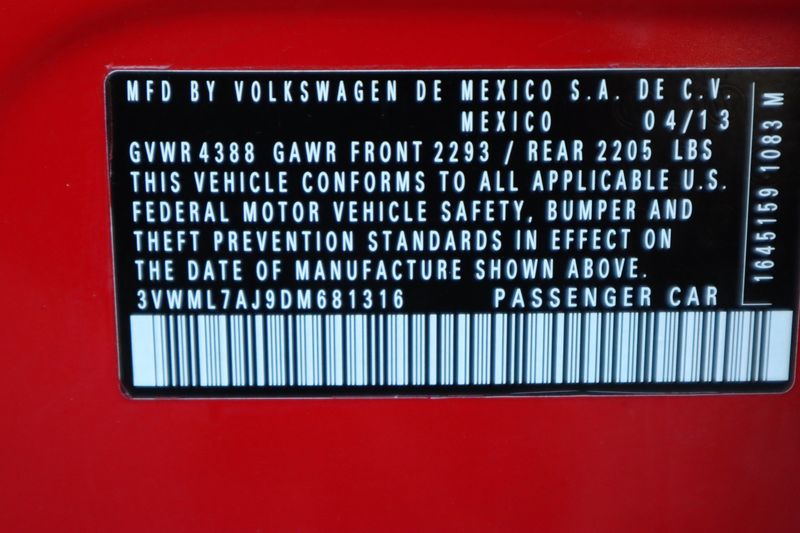 MFD BY VOLKSWAGEN DE MEXICO S.A. DE C.V.
MEXICO 04/13
GVWR 4388 GAWR FRONT 2293 / REAR 2205 LBS
THIS VEHICLE CONFORMS TO ALL APPLICABLE U.S.
FEDERAL MOTOR VEHICLE SAFETY, BUMPER AND
THEFT PREVENTION STANDARDS IN EFFECT ON
THE DATE OF MANUFACTURE SHOWN ABOVE.
3VWML7AJ9DM681316 PASSENGER CAR
1645159 1083 M